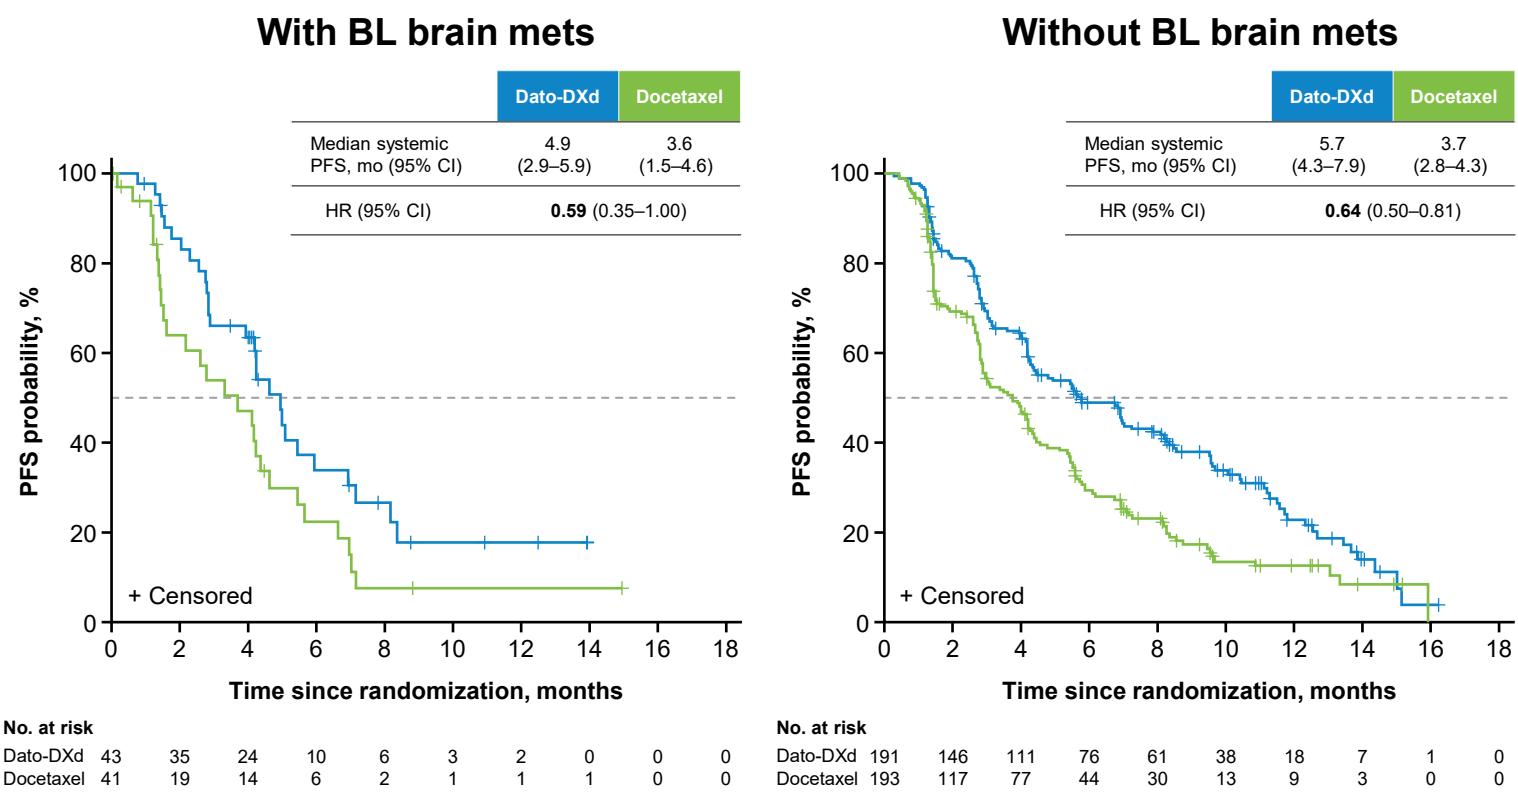 With BL brain mets
Dato-DXd Docetaxel
Median systemic PFS, mo (95% CI) 4.9 (2.9–5.9) 3.6 (1.5–4.6)
HR (95% CI) 0.59 (0.35–1.00)
PFS probability, %
100
80
60
40
20
0
+ Censored
0 2 4 6 8 10 12 14 16 18
Time since randomization, months
No. at risk
Dato-DXd 43 35 24 10 6 3 2 0 0 0
Docetaxel 41 19 14 6 2 1 1 1 0 0
Without BL brain mets
Dato-DXd Docetaxel
Median systemic PFS, mo (95% CI) 5.7 (4.3–7.9) 3.7 (2.8–4.3)
HR (95% CI) 0.64 (0.50–0.81)
PFS probability, %
100
80
60
40
20
0
+ Censored
0 2 4 6 8 10 12 14 16 18
Time since randomization, months
No. at risk
Dato-DXd 191 146 111 76 61 38 18 7 1 0
Docetaxel 193 117 77 44 30 13 9 3 0 0